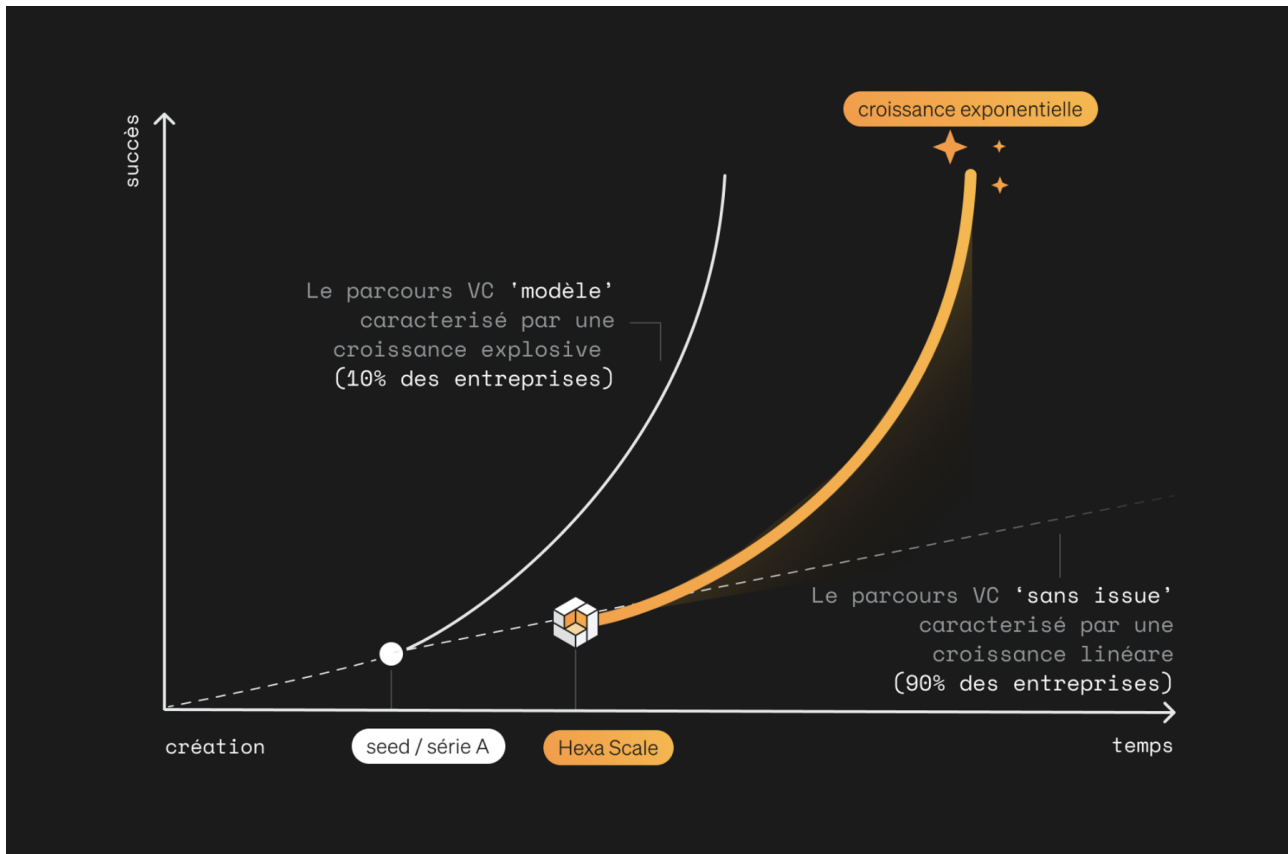 succès
croissance exponentielle
Le parcours VC 'modèle’
caracterisé par une
croissance explosive
(10% des entreprises)
Le parcours VC ‘sans issue’
caracterisé par une
croissance linéare
(90% des entreprises)
création
seed / série A
Hexa Scale
temps